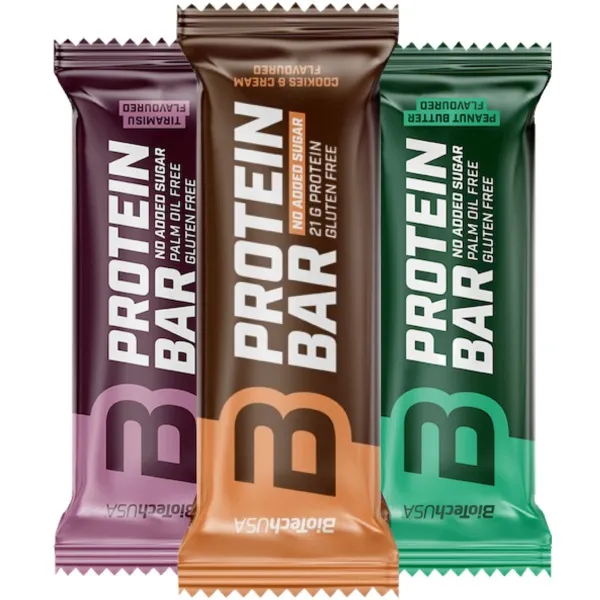 TIRAMISU
FLAVOURED
PROTEIN
BAR
NO ADDED SUGAR
PALM OIL FREE
GLUTEN FREE
B
BioTechUSA
COOKIES & CREAM
FLAVOURED
PROTEIN
BAR
NO ADDED SUGAR
21 G PROTEIN
GLUTEN FREE
B
BioTechUSA
PEANUT BUTTER
FLAVOURED
PROTEIN
BAR
NO ADDED SUGAR
PALM OIL FREE
GLUTEN FREE
B
BioTechUSA